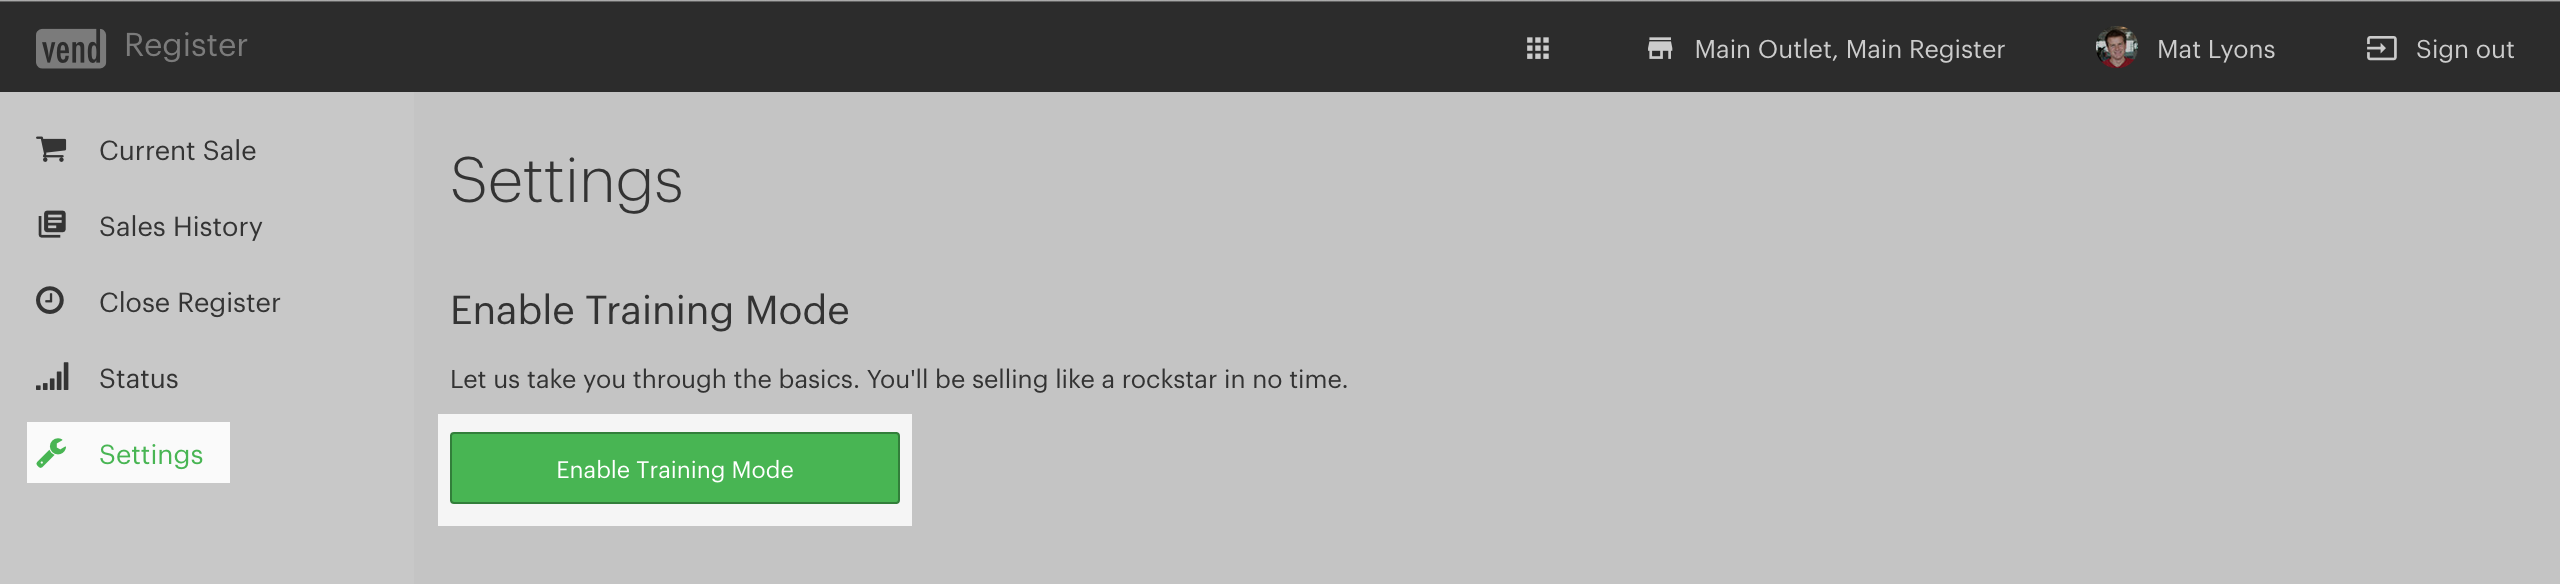 vend Register
Main Outlet, Main Register
Mat Lyons
Sign out
Current Sale
Sales History
Close Register
Status
Settings
Settings
Enable Training Mode
Let us take you through the basics. You'll be selling like a rockstar in no time.
Enable Training Mode